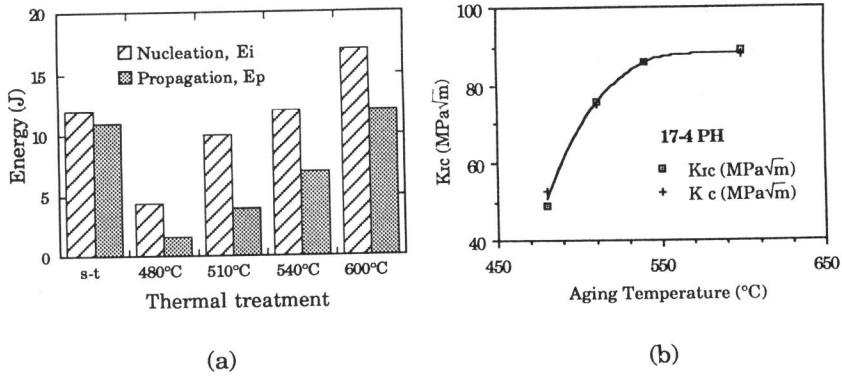 20
15
10
5
0
Energy (J)
Nucleation, Ei
Propagation, Ep
s-t
480°C
510°C
540°C
600°C
Thermal treatment
(a)
100
80
60
40
KIC (MPa√m)
17-4 PH
KIC (MPa√m)
K c (MPa√m)
450
550
650
Aging Temperature (°C)
(b)